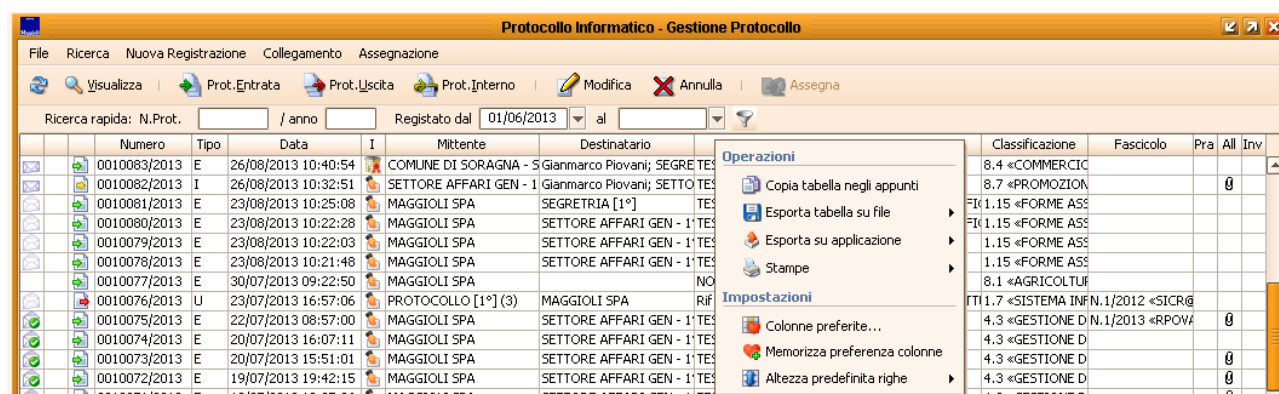 Protocollo Informatico - Gestione Protocollo
File Ricerca Nuova Registrazione Collegamento Assegnazione
Visualizza Prot.Entrata Prot.Uscita Prot.Interno Modifica Annulla Assegna
Ricerca rapida: N.Prot. / anno Registato dal 01/06/2013 al
Numero Tipo Data I Mittente Destinatario Classificazione Fascicolo Pra All Inv
0010083/2013 E 26/08/2013 10:40:54 COMUNE DI SORAGNA - S Gianmarco Piovani; SEGRE TES 8.4 «COMMERCIC
0010082/2013 I 26/08/2013 10:32:51 SETTORE AFFARI GEN - 1 Gianmarco Piovani; SETTO TES 8.7 «PROMOZION
0010081/2013 E 23/08/2013 10:25:08 MAGGIOLI SPA SEGRETRIA [1°] TES 1.15 «FORME ASS
0010080/2013 E 23/08/2013 10:22:28 MAGGIOLI SPA SETTORE AFFARI GEN - 1° TES 1.15 «FORME ASS
0010079/2013 E 23/08/2013 10:22:03 MAGGIOLI SPA SETTORE AFFARI GEN - 1° TES 1.15 «FORME ASS
0010078/2013 E 23/08/2013 10:21:48 MAGGIOLI SPA SETTORE AFFARI GEN - 1° TES 1.15 «FORME ASS
0010077/2013 E 30/07/2013 09:22:50 MAGGIOLI SPA NO 8.1 «AGRICOLTUR
0010076/2013 U 23/07/2013 16:57:06 PROTOCOLLO [1°] (3) MAGGIOLI SPA Rif 1.7 «SISTEMA INF N.1/2012 «SICR@
0010075/2013 E 22/07/2013 08:57:00 MAGGIOLI SPA SETTORE AFFARI GEN - 1° TES 4.3 «GESTIONE D N.1/2013 «RPOVA
0010074/2013 E 20/07/2013 16:07:11 MAGGIOLI SPA SETTORE AFFARI GEN - 1° TES 4.3 «GESTIONE D
0010073/2013 E 20/07/2013 15:51:01 MAGGIOLI SPA SETTORE AFFARI GEN - 1° TES 4.3 «GESTIONE D
0010072/2013 E 19/07/2013 19:42:15 MAGGIOLI SPA SETTORE AFFARI GEN - 1° TES 4.3 «GESTIONE D
Operazioni
Copia tabella negli appunti
Esporta tabella su file
Esporta su applicazione
Stampe
Impostazioni
Colonne preferite...
Memorizza preferenza colonne
Altezza predefinita righe